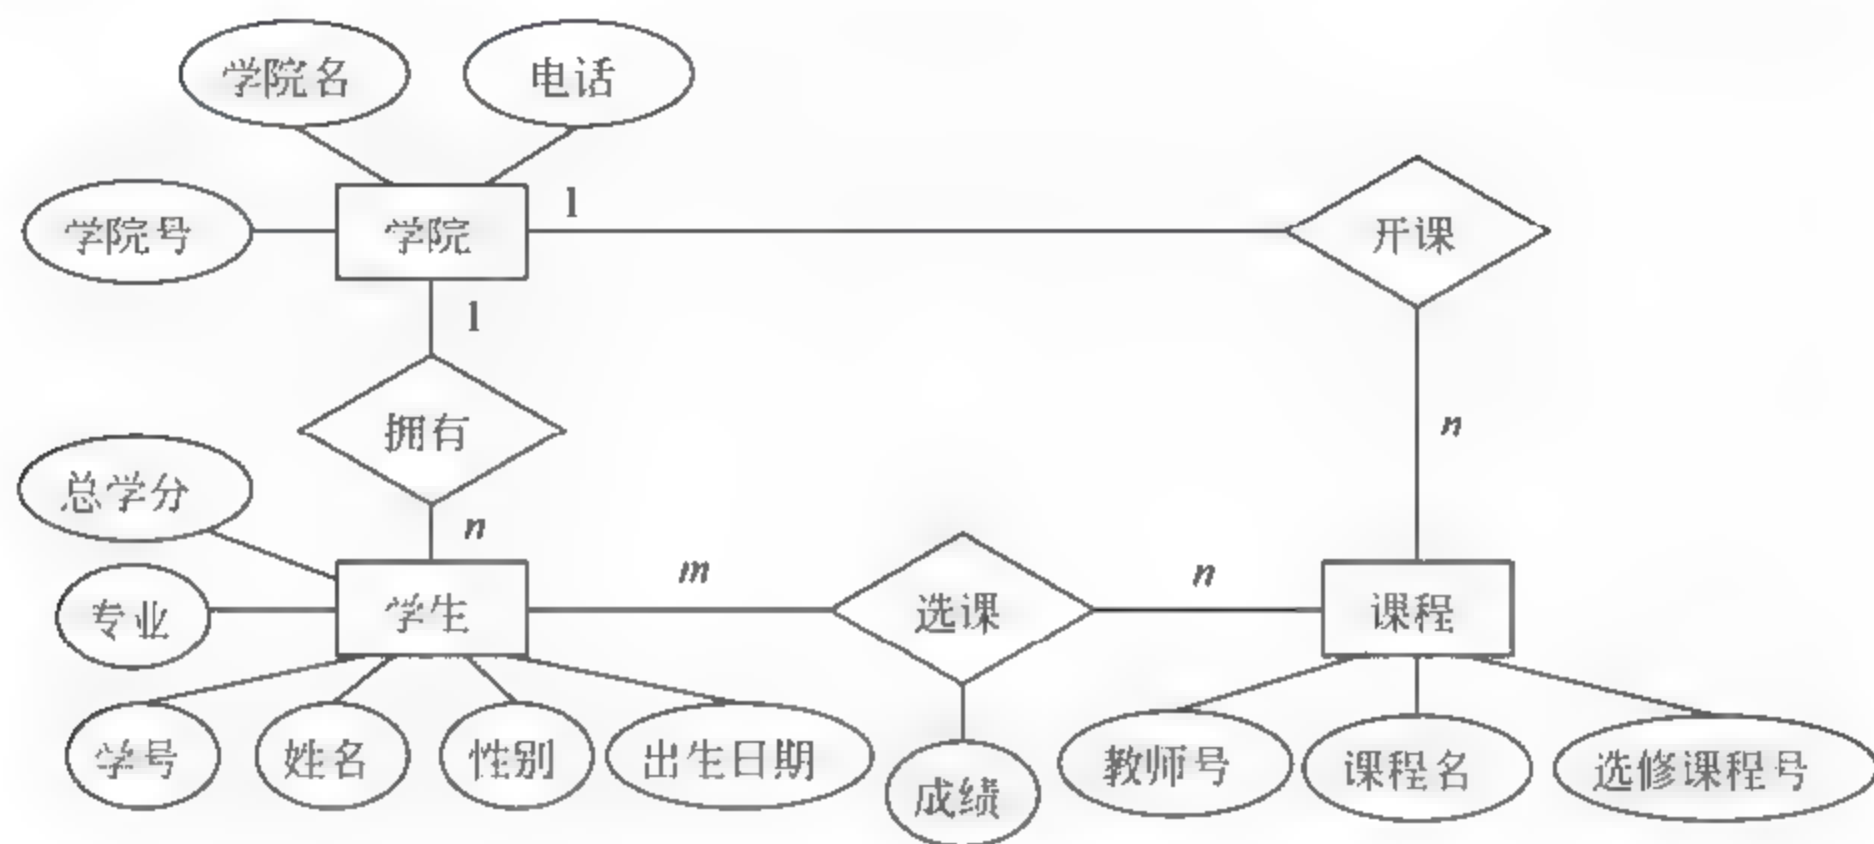 学院名
电话
学院号
学院
1
开课
1
拥有
n
总学分
n
专业
学生
m
选课
n
课程
学号
姓名
性别
出生日期
成绩
教师号
课程名
选修课程号